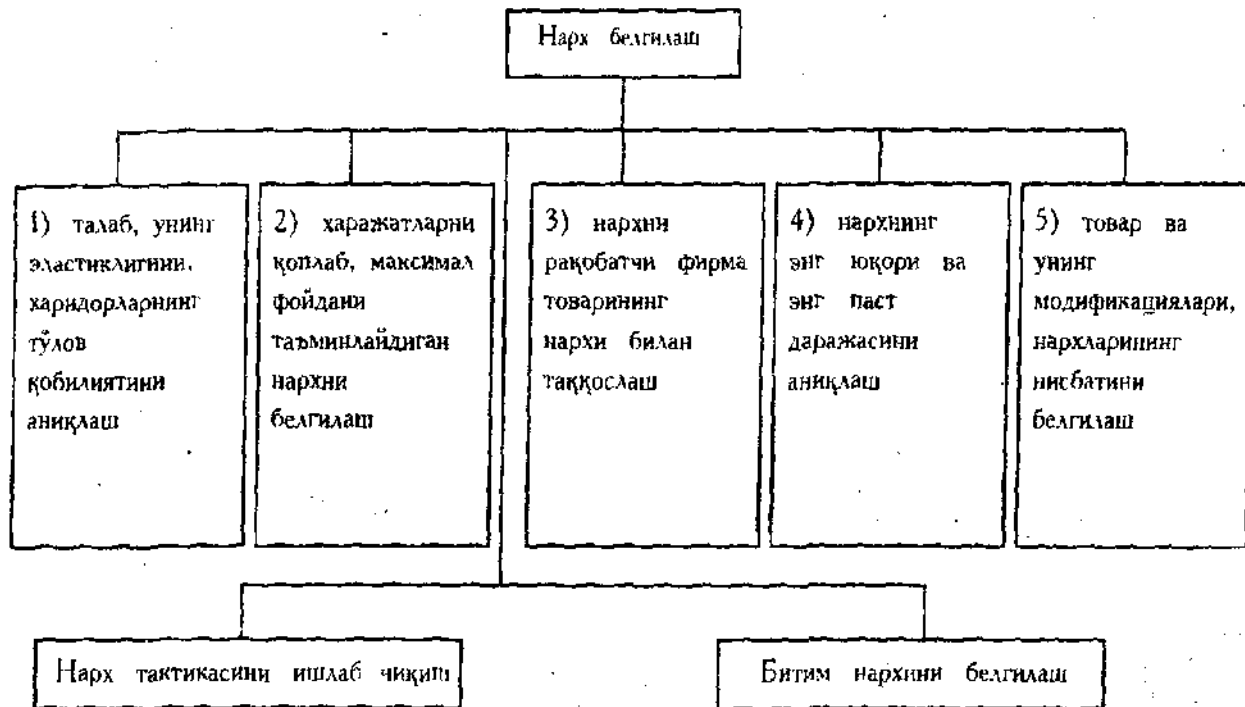 Нарх белгилаш
1) талаб, унинг
эластиклигини,
харидорларнинг
тўлов
қобилиятини
аниқлаш
2) харажатларни
қоплаб, максимал
фойдани
таъминлайдиган
нархни
белгилаш
3) нархни
рақобатчи фирма
товарининг
нархи билан
таққослаш
4) нархнинг
энг юқори ва
энг паст
даражасини
аниқлаш
5) товар ва
унинг
модификациялари,
нархларининг
нисбатини
белгилаш
Нарх тактикасини ишлаб чиқиш
Битим нархини белгилаш